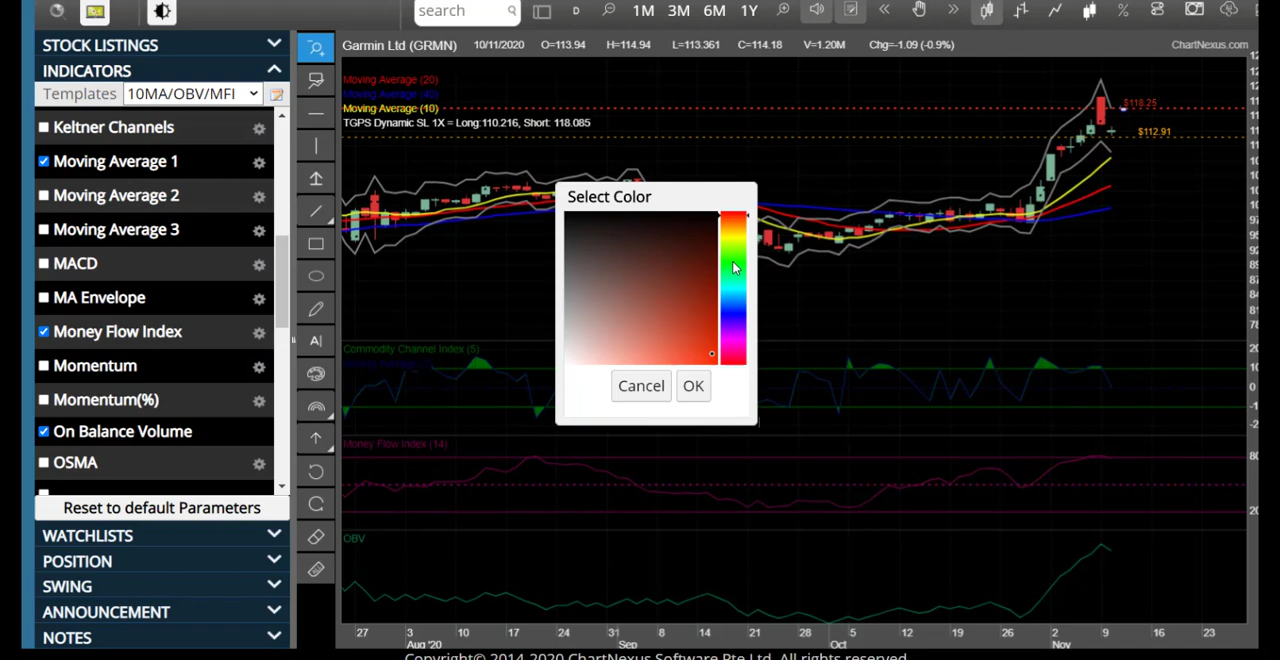 search
D
1M 3M 6M 1Y
%
STOCK LISTINGS
INDICATORS
Templates 10MA/OBV/MFI
Keltner Channels
Moving Average 1
Moving Average 2
Moving Average 3
MACD
MA Envelope
Money Flow Index
Momentum
Momentum(%)
On Balance Volume
OSMA
Reset to default Parameters
WATCHLISTS
POSITION
SWING
ANNOUNCEMENT
NOTES
A
Garmin Ltd (GRMN) 10/11/2020 O=113.94 H=114.94 L=113.361 C=114.18 V=1.20M Chg=-1.09 (-0.9%) ChartNexus.com
Moving Average (20)
Moving Average (40)
Moving Average (10)
TGPS Dynamic SL 1X = Long:110.216, Short: 118.085
$118.25
$112.91
Select Color
Cancel OK
Commodity Channel Index (5)
Money Flow Index (14)
OBV
27 3 10 17 24 31 8 14 21 28 5 12 19 26 2 9 16 23
Aug '20 Sep Oct Nov
Copyright© 2014-2020 ChartNexus Software Pte Ltd. All rights reserved